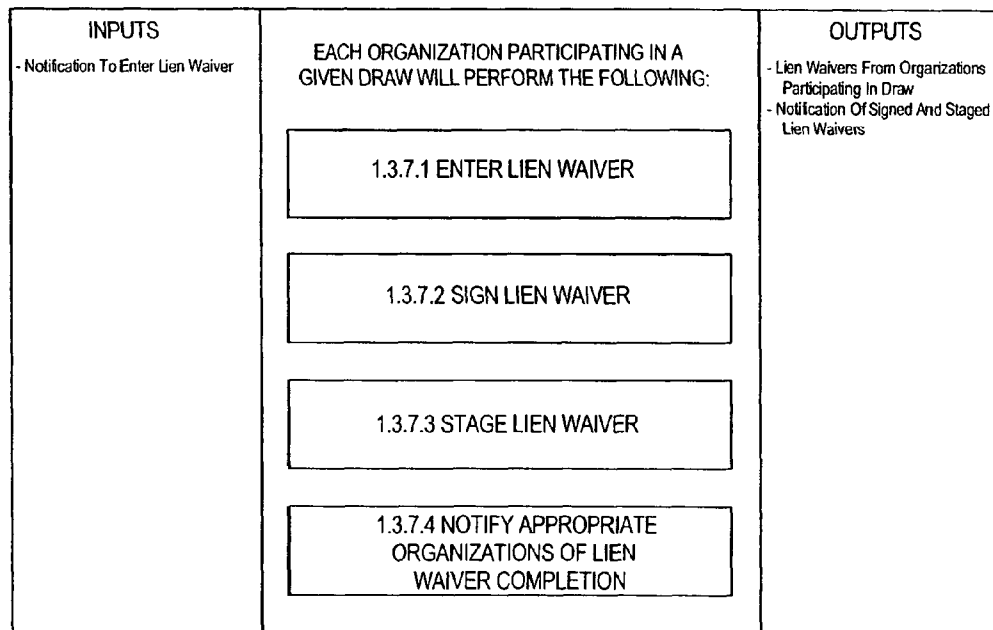 INPUTS
- Notification To Enter Lien Waiver
EACH ORGANIZATION PARTICIPATING IN A
GIVEN DRAW WILL PERFORM THE FOLLOWING:
1.3.7.1 ENTER LIEN WAIVER
1.3.7.2 SIGN LIEN WAIVER
1.3.7.3 STAGE LIEN WAIVER
1.3.7.4 NOTIFY APPROPRIATE
ORGANIZATIONS OF LIEN
WAIVER COMPLETION
OUTPUTS
- Lien Waivers From Organizations
Participating In Draw
- Notification Of Signed And Staged
Lien Waivers